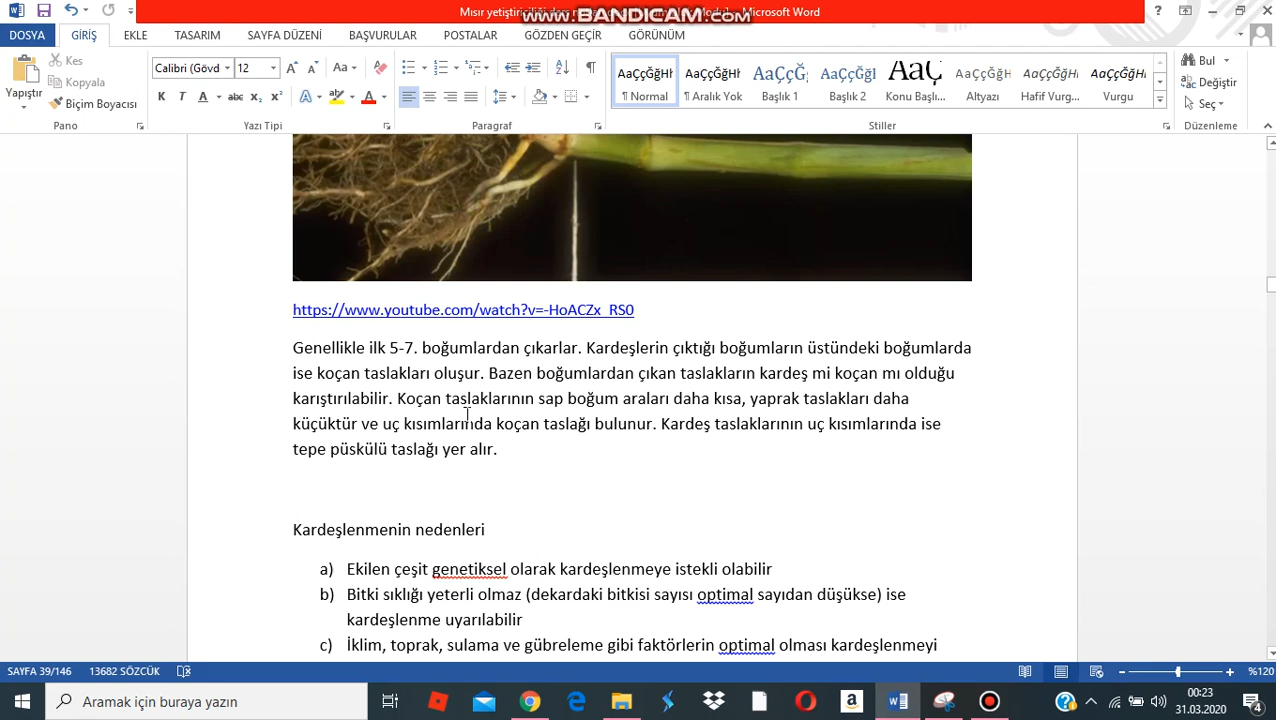 Mısır yetiştiriciliği
www.BANDICAM.com
- Microsoft Word
DOSYA GİRİŞ EKLE TASARIM SAYFA DÜZENİ BAŞVURULAR POSTALAR GÖZDEN GEÇİR GÖRÜNÜM
Yapıştır
Kes
Kopyala
Biçim Boyacısı
Pano
Calibri (Gövd 12
Yazı Tipi
Paragraf
AaÇçĞğHł
¶ Normal
AaÇçĞğHł
¶ Aralık Yok
AaÇçĞğ
Başlık 1
AaÇçĞğI
Başlık 2
AaÇç
Konu Başlı...
AaÇçĞğH
Altyazı
AaÇçĞğHł
Hafif Vurg...
AaÇçĞğHł
Vurgu
Stiller
Bul
Değiştir
Seç
Düzenleme
https://www.youtube.com/watch?v=-HoACZx_RS0
Genellikle ilk 5-7. boğumlardan çıkarlar. Kardeşlerin çıktığı boğumların üstündeki boğumlarda
ise koçan taslakları oluşur. Bazen boğumlardan çıkan taslakların kardeş mi koçan mı olduğu
karıştırılabilir. Koçan taslaklarının sap boğum araları daha kısa, yaprak taslakları daha
küçüktür ve uç kısımlarında koçan taslağı bulunur. Kardeş taslaklarının uç kısımlarında ise
tepe püskülü taslağı yer alır.
Kardeşlenmenin nedenleri
a) Ekilen çeşit genetiksel olarak kardeşlenmeye istekli olabilir
b) Bitki sıklığı yeterli olmaz (dekardaki bitkisi sayısı optimal sayıdan düşükse) ise
kardeşlenme uyarılabilir
c) İklim, toprak, sulama ve gübreleme gibi faktörlerin optimal olması kardeşlenmeyi
SAYFA 39/146 13682 SÖZCÜK %120
Aramak için buraya yazın
00:23
31.03.2020